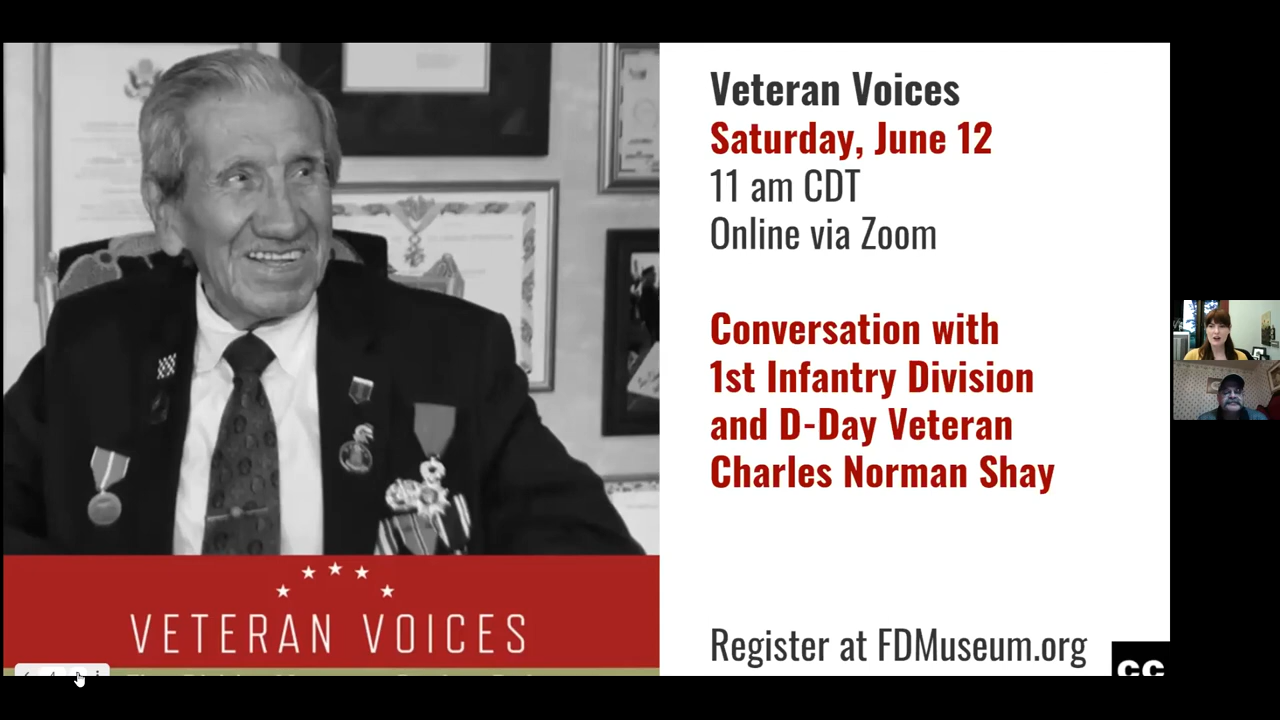 Veteran Voices
Saturday, June 12
11 am CDT
Online via Zoom
Conversation with
1st Infantry Division
and D-Day Veteran
Charles Norman Shay
VETERAN VOICES
Register at FDMuseum.org
CC